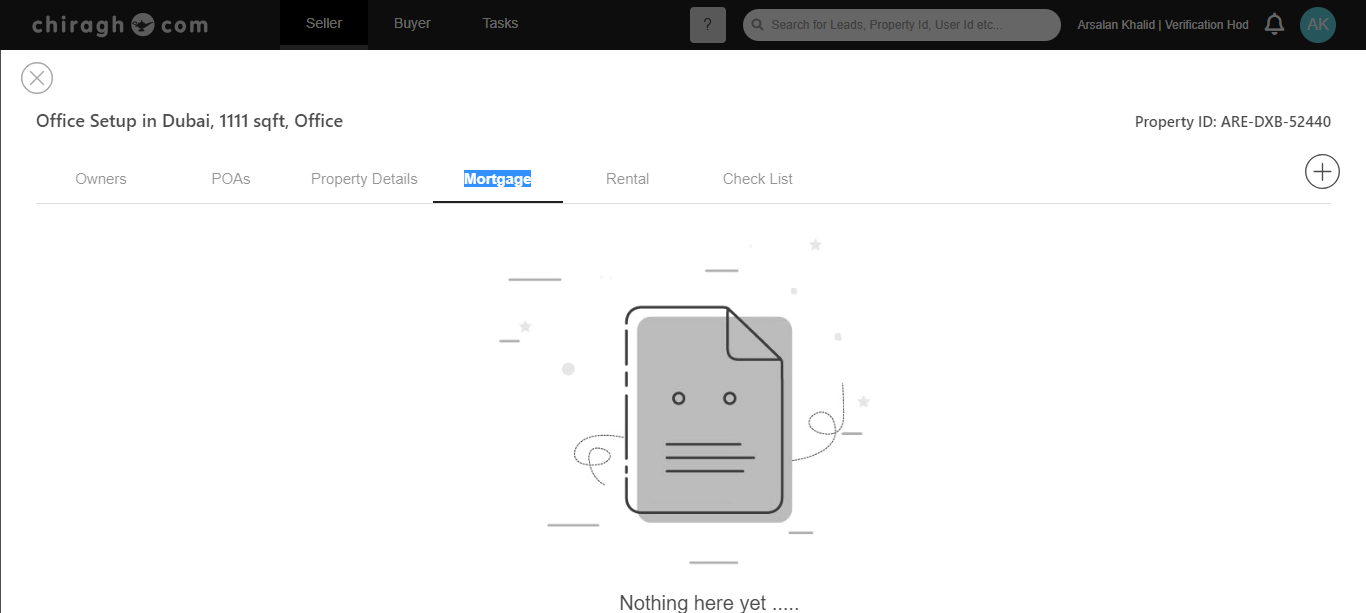 chiragh com
Seller
Buyer
Tasks
?
Search for Leads, Property Id, User Id etc...
Arsalan Khalid | Verification Hod
AK
Office Setup in Dubai, 1111 sqft, Office
Property ID: ARE-DXB-52440
Owners
POAs
Property Details
Mortgage
Rental
Check List
Nothing here yet .....